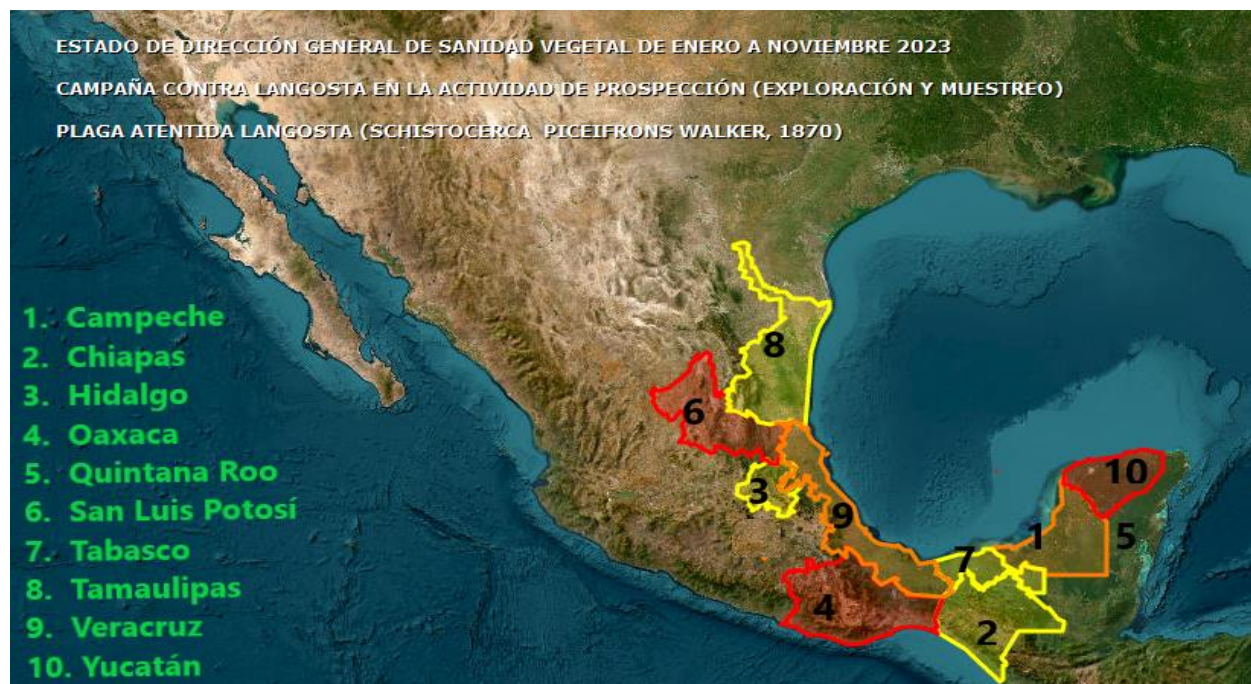 ESTADO DE DIRECCIÓN GENERAL DE SANIDAD VEGETAL DE ENERO A NOVIEMBRE 2023
CAMPAÑA CONTRA LANGOSTA EN LA ACTIVIDAD DE PROSPECCIÓN (EXPLORACIÓN Y MUESTREO)
PLAGA ATENTIDA LANGOSTA (SCHISTOCERCA PICEIFRONS WALKER, 1870)
1. Campeche
2. Chiapas
3. Hidalgo
4. Oaxaca
5. Quintana Roo
6. San Luis Potosí
7. Tabasco
8. Tamaulipas
9. Veracruz
10. Yucatán
8
6
3
9
4
7
2
1
10
5